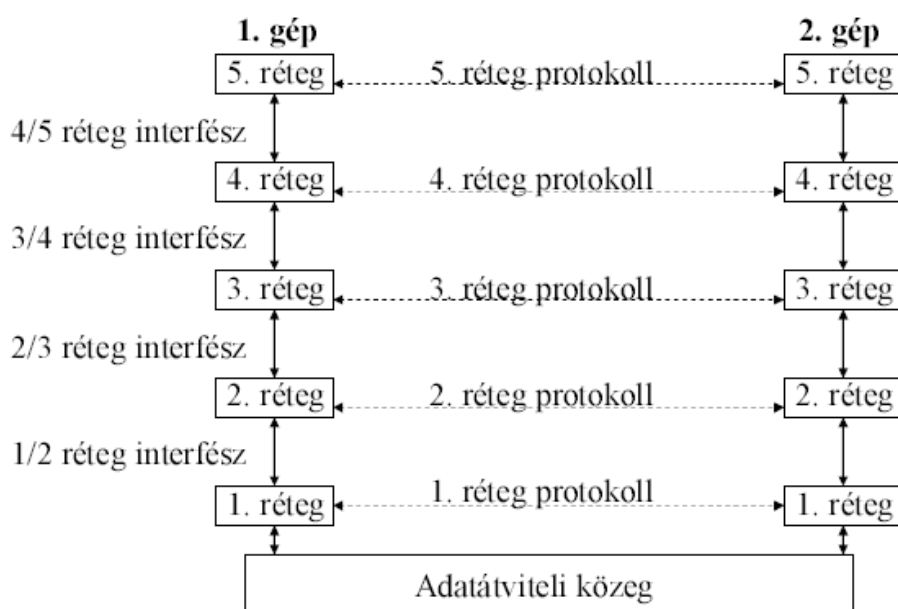 1. gép 2. gép
5. réteg 5. réteg protokoll 5. réteg
4/5 réteg interfész
4. réteg 4. réteg protokoll 4. réteg
3/4 réteg interfész
3. réteg 3. réteg protokoll 3. réteg
2/3 réteg interfész
2. réteg 2. réteg protokoll 2. réteg
1/2 réteg interfész
1. réteg 1. réteg protokoll 1. réteg
Adatátviteli közeg